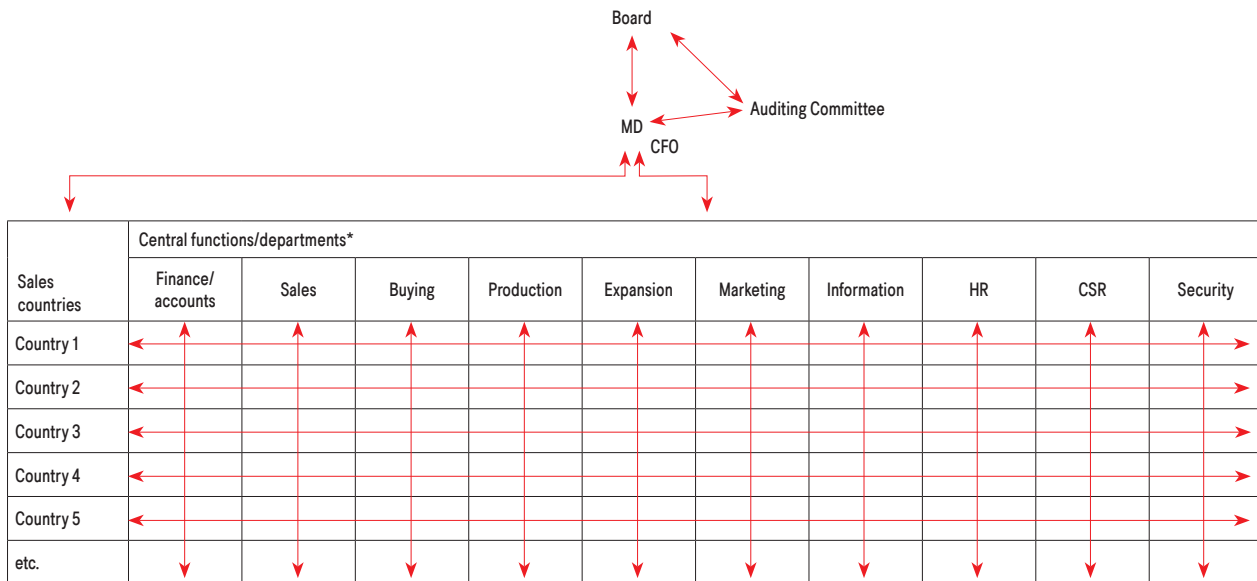 Board
Auditing Committee
MD
CFO
Central functions/departments*
Sales
countries
Finance/
accounts
Sales
Buying
Production
Expansion
Marketing
Information
HR
CSR
Security
Country 1
Country 2
Country 3
Country 4
Country 5
etc.